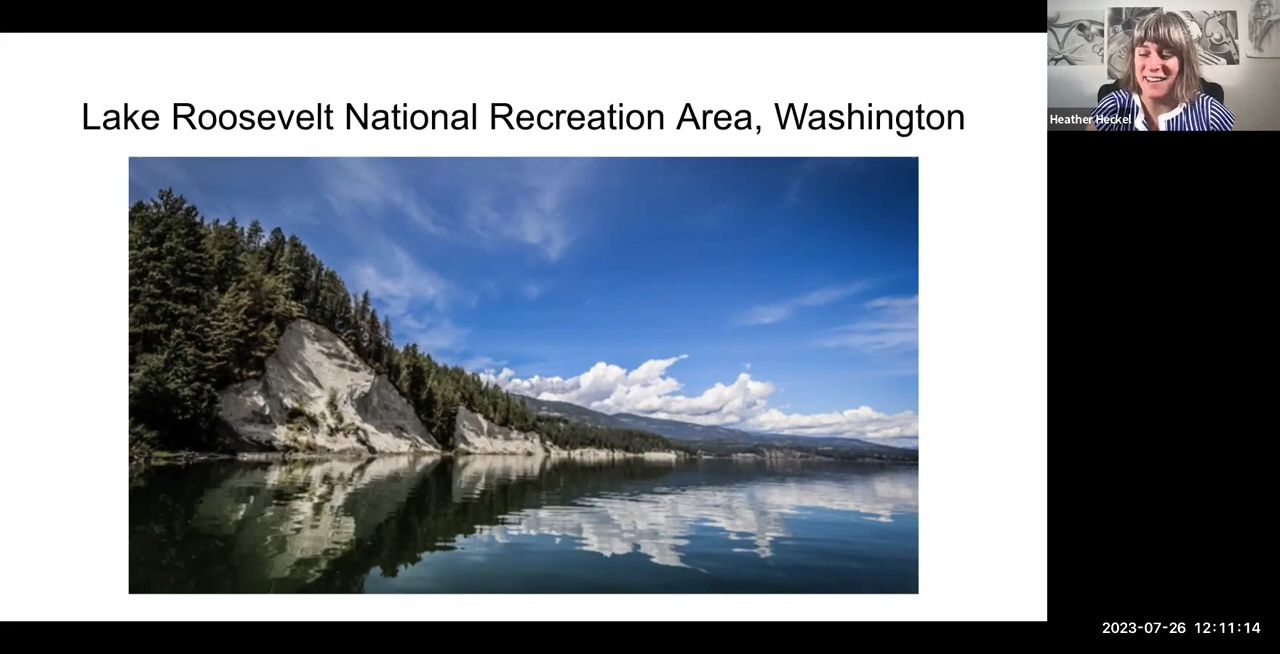 Lake Roosevelt National Recreation Area, Washington
Heather Heckel
2023-07-26 12:11:14